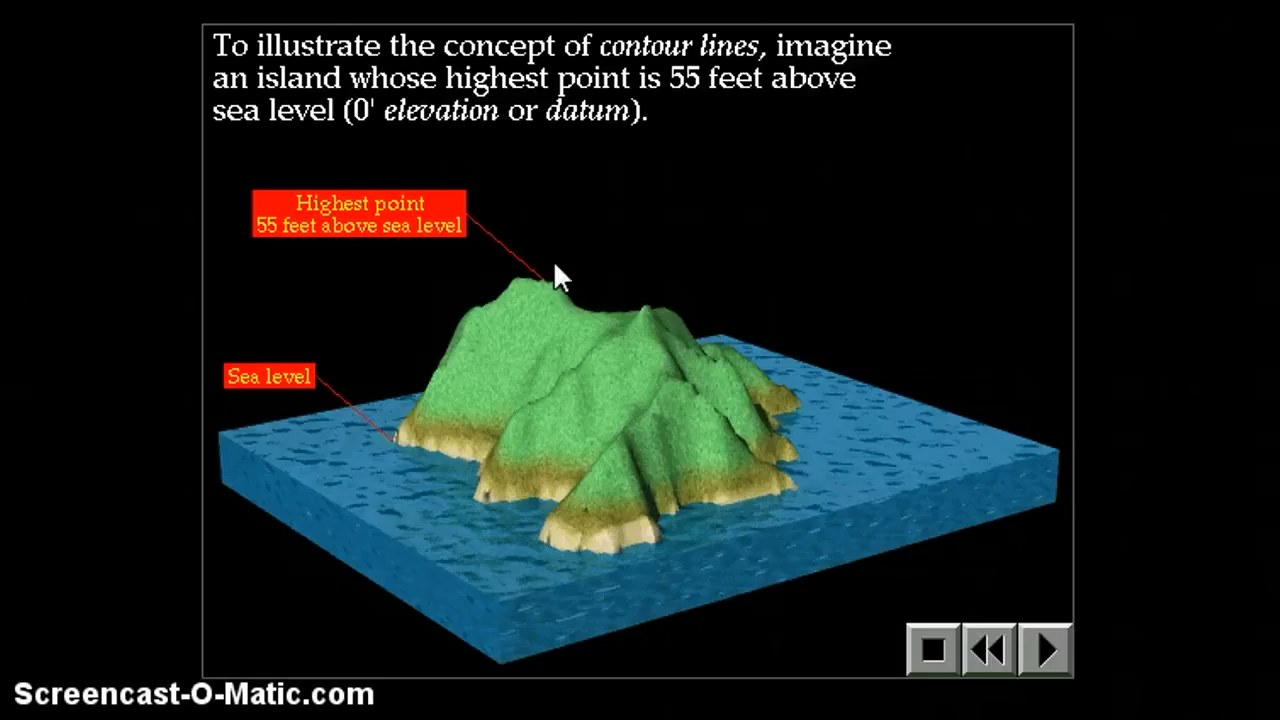 To illustrate the concept of contour lines, imagine
an island whose highest point is 55 feet above
sea level (0' elevation or datum).
Highest point
55 feet above sea level
Sea level
Screencast-O-Matic.com